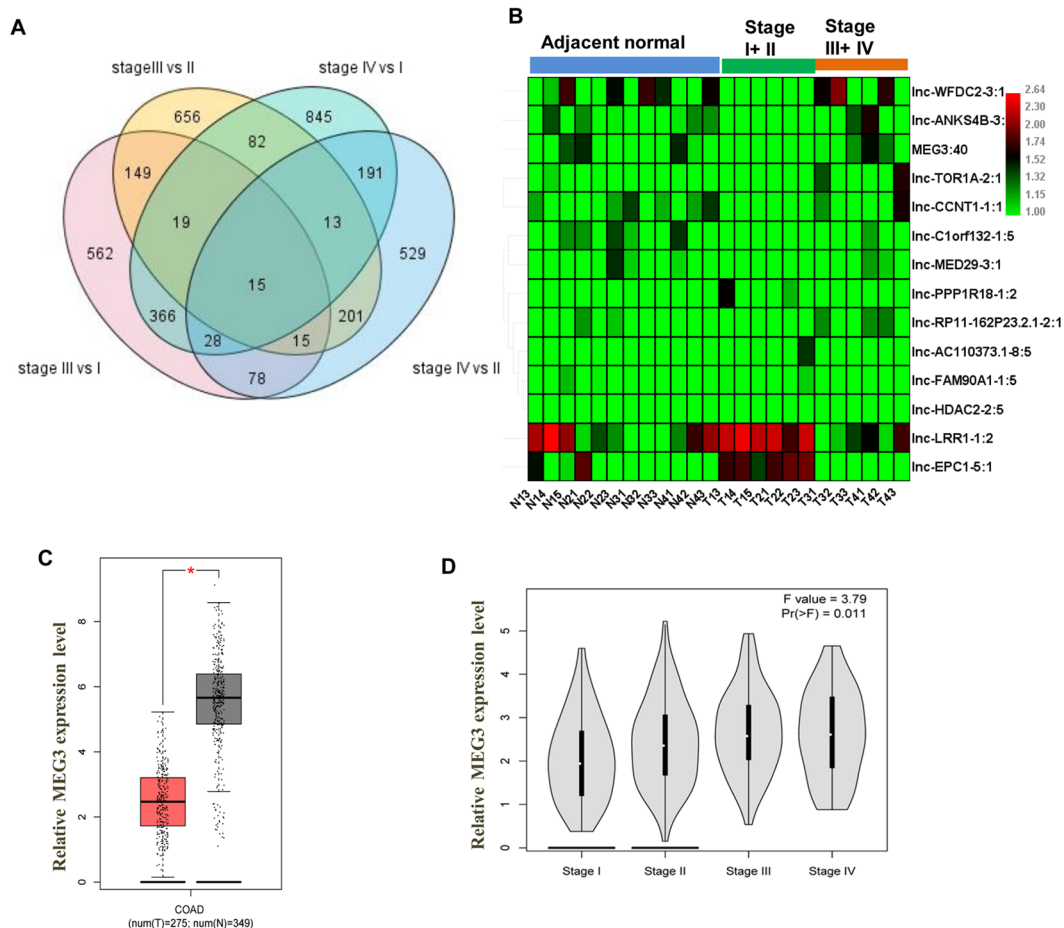 A
stageIII vs II
stage IV vs I
656
845
82
149
191
19
13
562
529
15
366
201
28
15
78
stage III vs I
stage IV vs II
B
Adjacent normal
Stage
I+ II
Stage
III+ IV
lnc-WFDC2-3:1
lnc-ANKS4B-3:
MEG3:40
lnc-TOR1A-2:1
lnc-CCNT1-1:1
lnc-C1orf132-1:5
lnc-MED29-3:1
lnc-PPP1R18-1:2
lnc-RP11-162P23.2.1-2:1
lnc-AC110373.1-8:5
lnc-FAM90A1-1:5
lnc-HDAC2-2:5
lnc-LRR1-1:2
lnc-EPC1-5:1
2.64
2.30
2.00
1.74
1.52
1.32
1.15
1.00
N13 N14 N15 N21 N22 N23 N31 N32 N33 N41 N42 N43 T13 T14 T15 T21 T22 T23 T31 T32 T33 T41 T42 T43
C
Relative MEG3 expression level
8
6
4
2
0
*
COAD
(num(T)=275; num(N)=349)
D
Relative MEG3 expression level
F value = 3.79
Pr(>F) = 0.011
5
4
3
2
1
0
Stage I
Stage II
Stage III
Stage IV